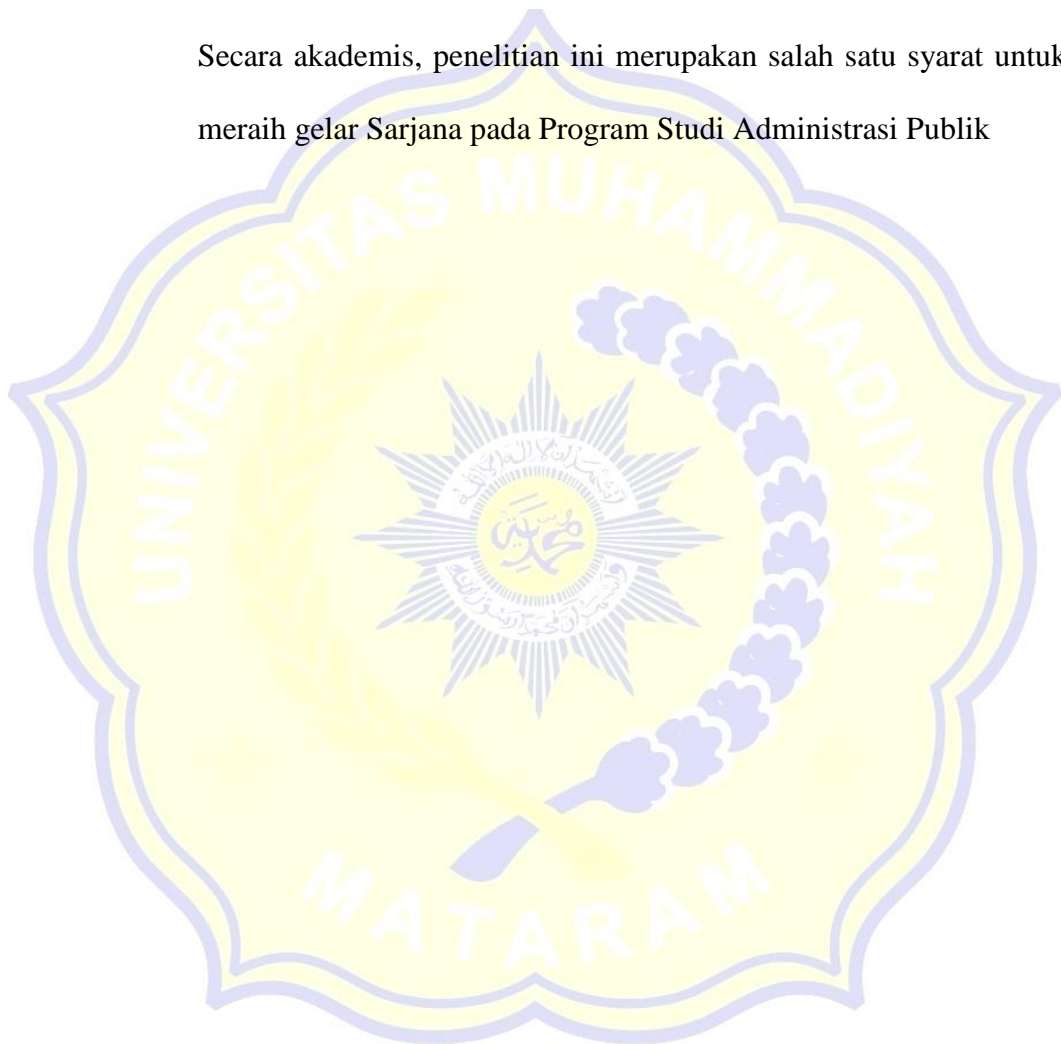 Secara akademis, penelitian ini merupakan salah satu syarat untuk
meraih gelar Sarjana pada Program Studi Administrasi Publik
UNIVERSITAS MUHAMMADIYAH
MATARAM